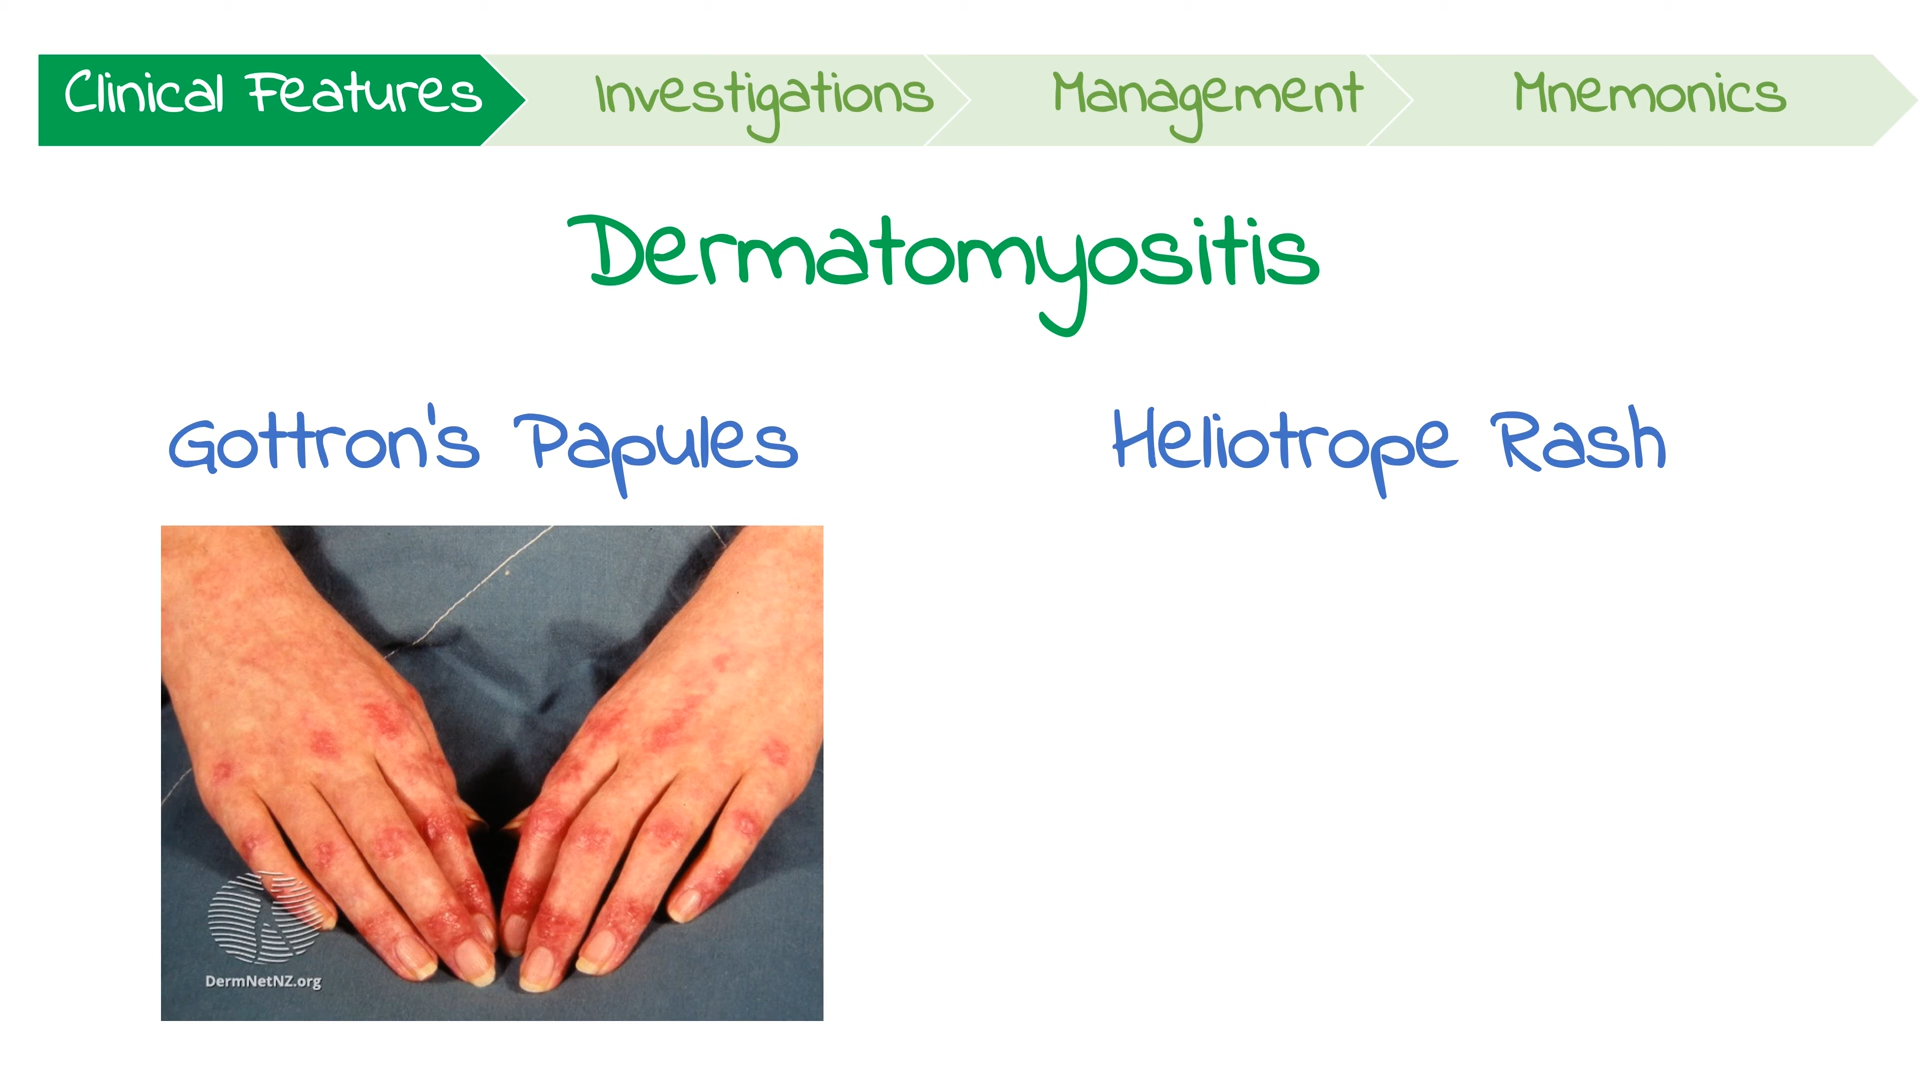 Clinical Features Investigations Management Mnemonics
Dermatomyositis
Gottron's Papules Heliotrope Rash
DermNetNZ.org